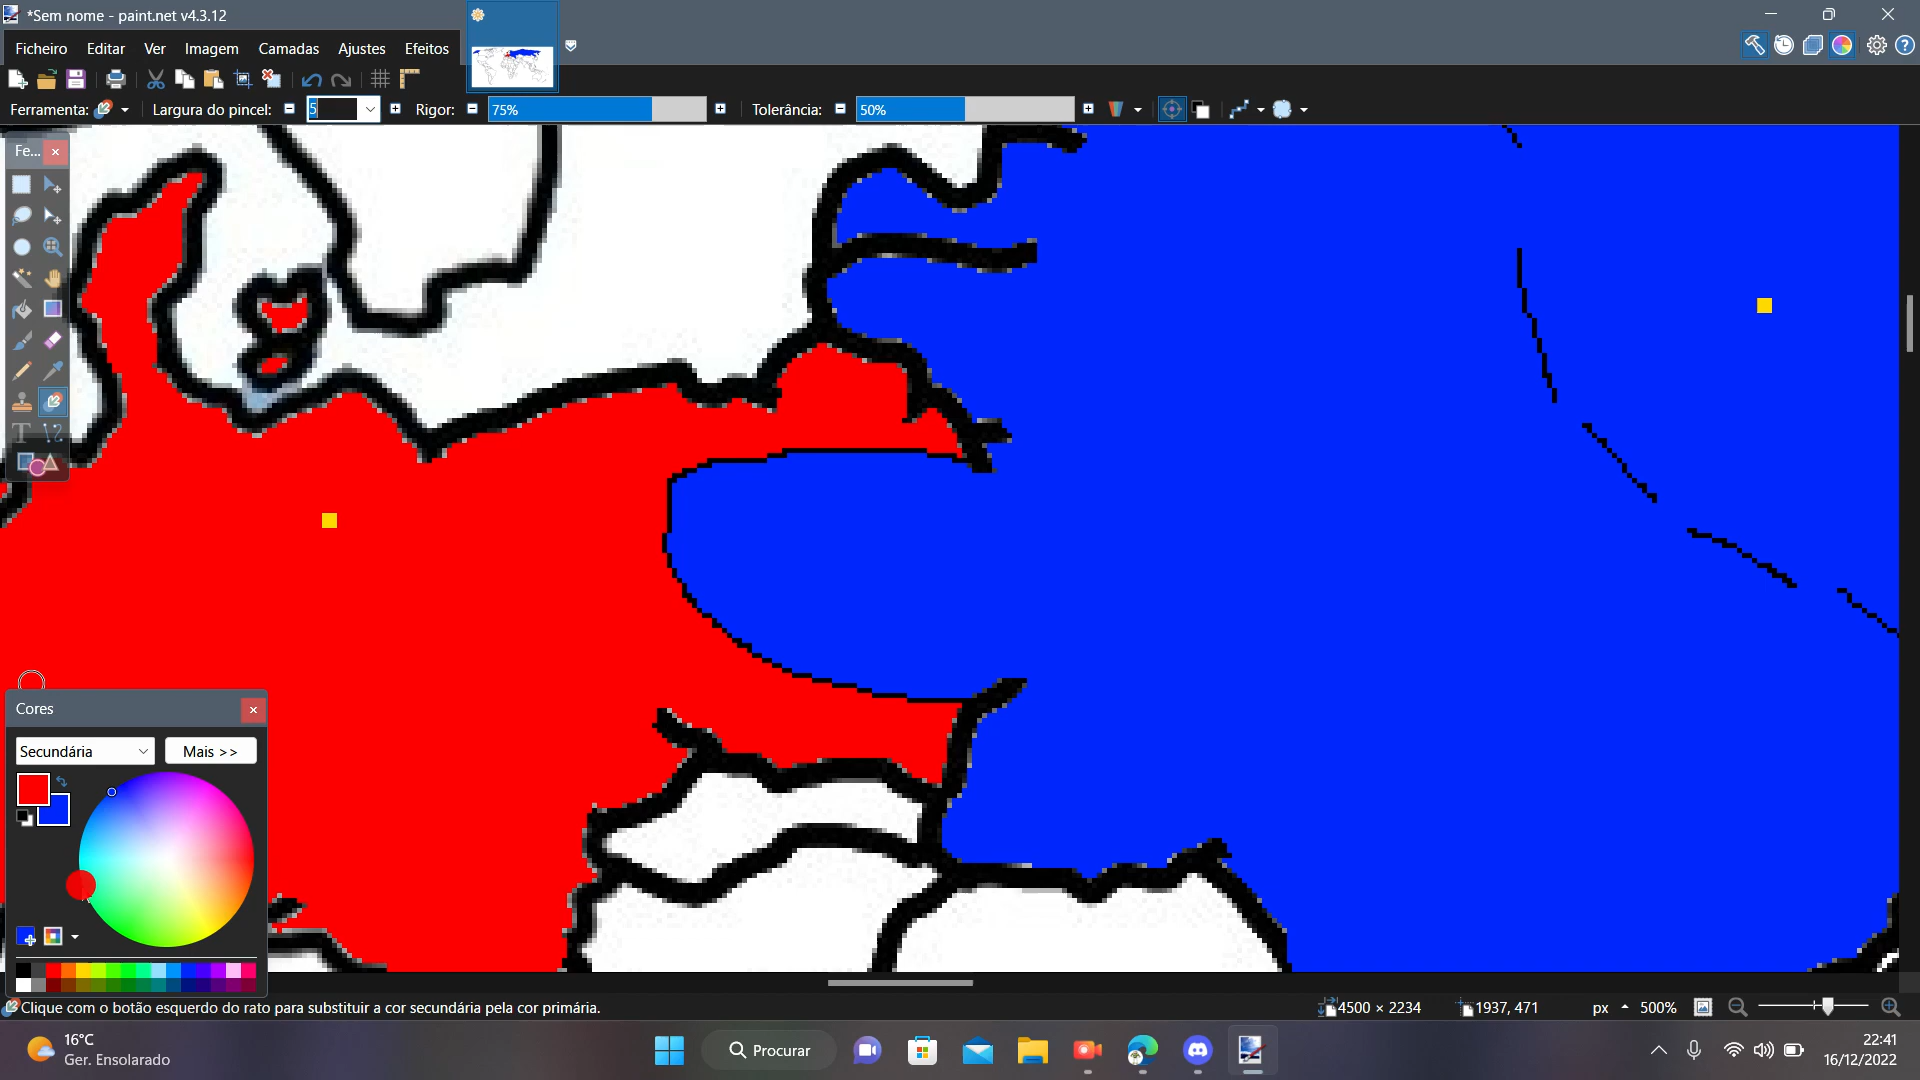 *Sem nome - paint.net v4.3.12
Ficheiro Editar Ver Imagem Camadas Ajustes Efeitos
Ferramenta: Largura do pincel: 5 Rigor: 75% Tolerância: 50%
Fe...
Cores
Secundária Mais >>
Clique com o botão esquerdo do rato para substituir a cor secundária pela cor primária. 4500 × 2234 1937, 471 px 500%
16°C
Ger. Ensolarado
Procurar
22:41
16/12/2022